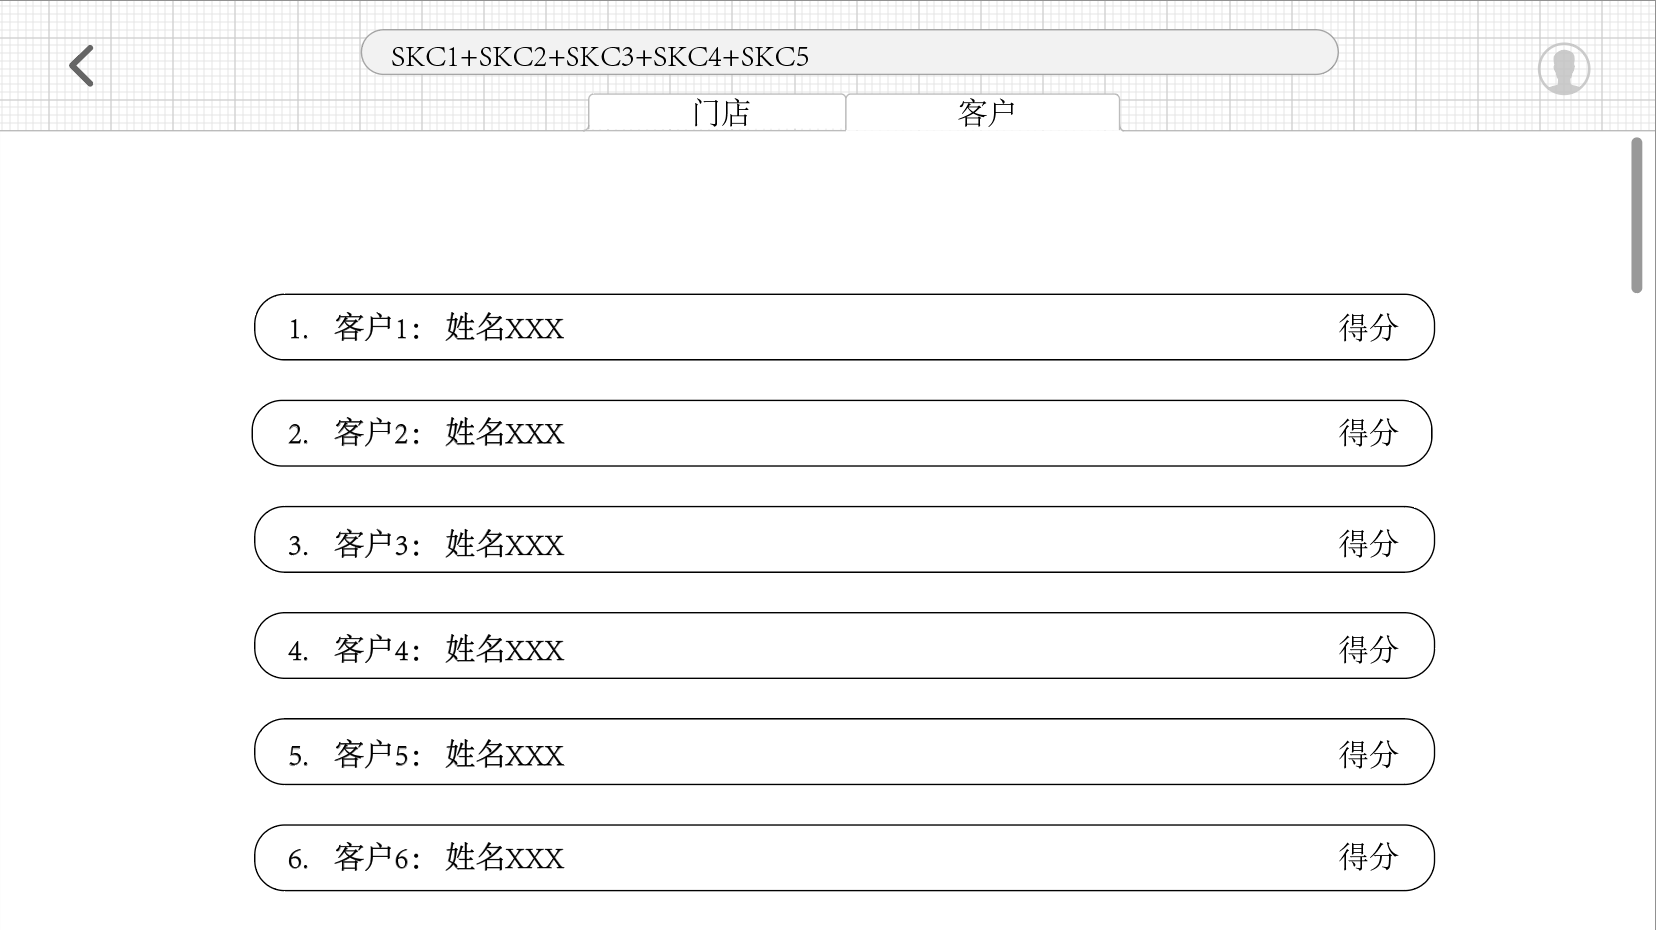 SKC1+SKC2+SKC3+SKC4+SKC5
门店 客户
1. 客户1： 姓名XXX 得分
2. 客户2： 姓名XXX 得分
3. 客户3： 姓名XXX 得分
4. 客户4： 姓名XXX 得分
5. 客户5： 姓名XXX 得分
6. 客户6： 姓名XXX 得分